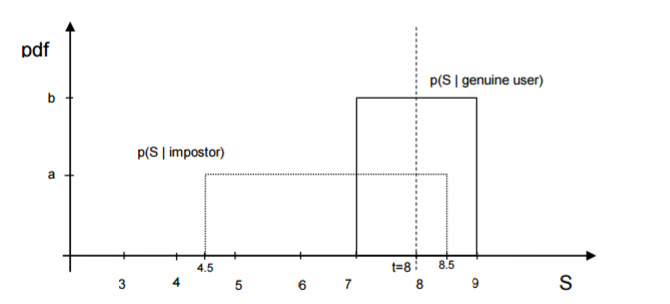 pdf
p(S | genuine user)
b
p(S | impostor)
a
3 4 4.5 5 6 7 t=8 8 8.5 9 S